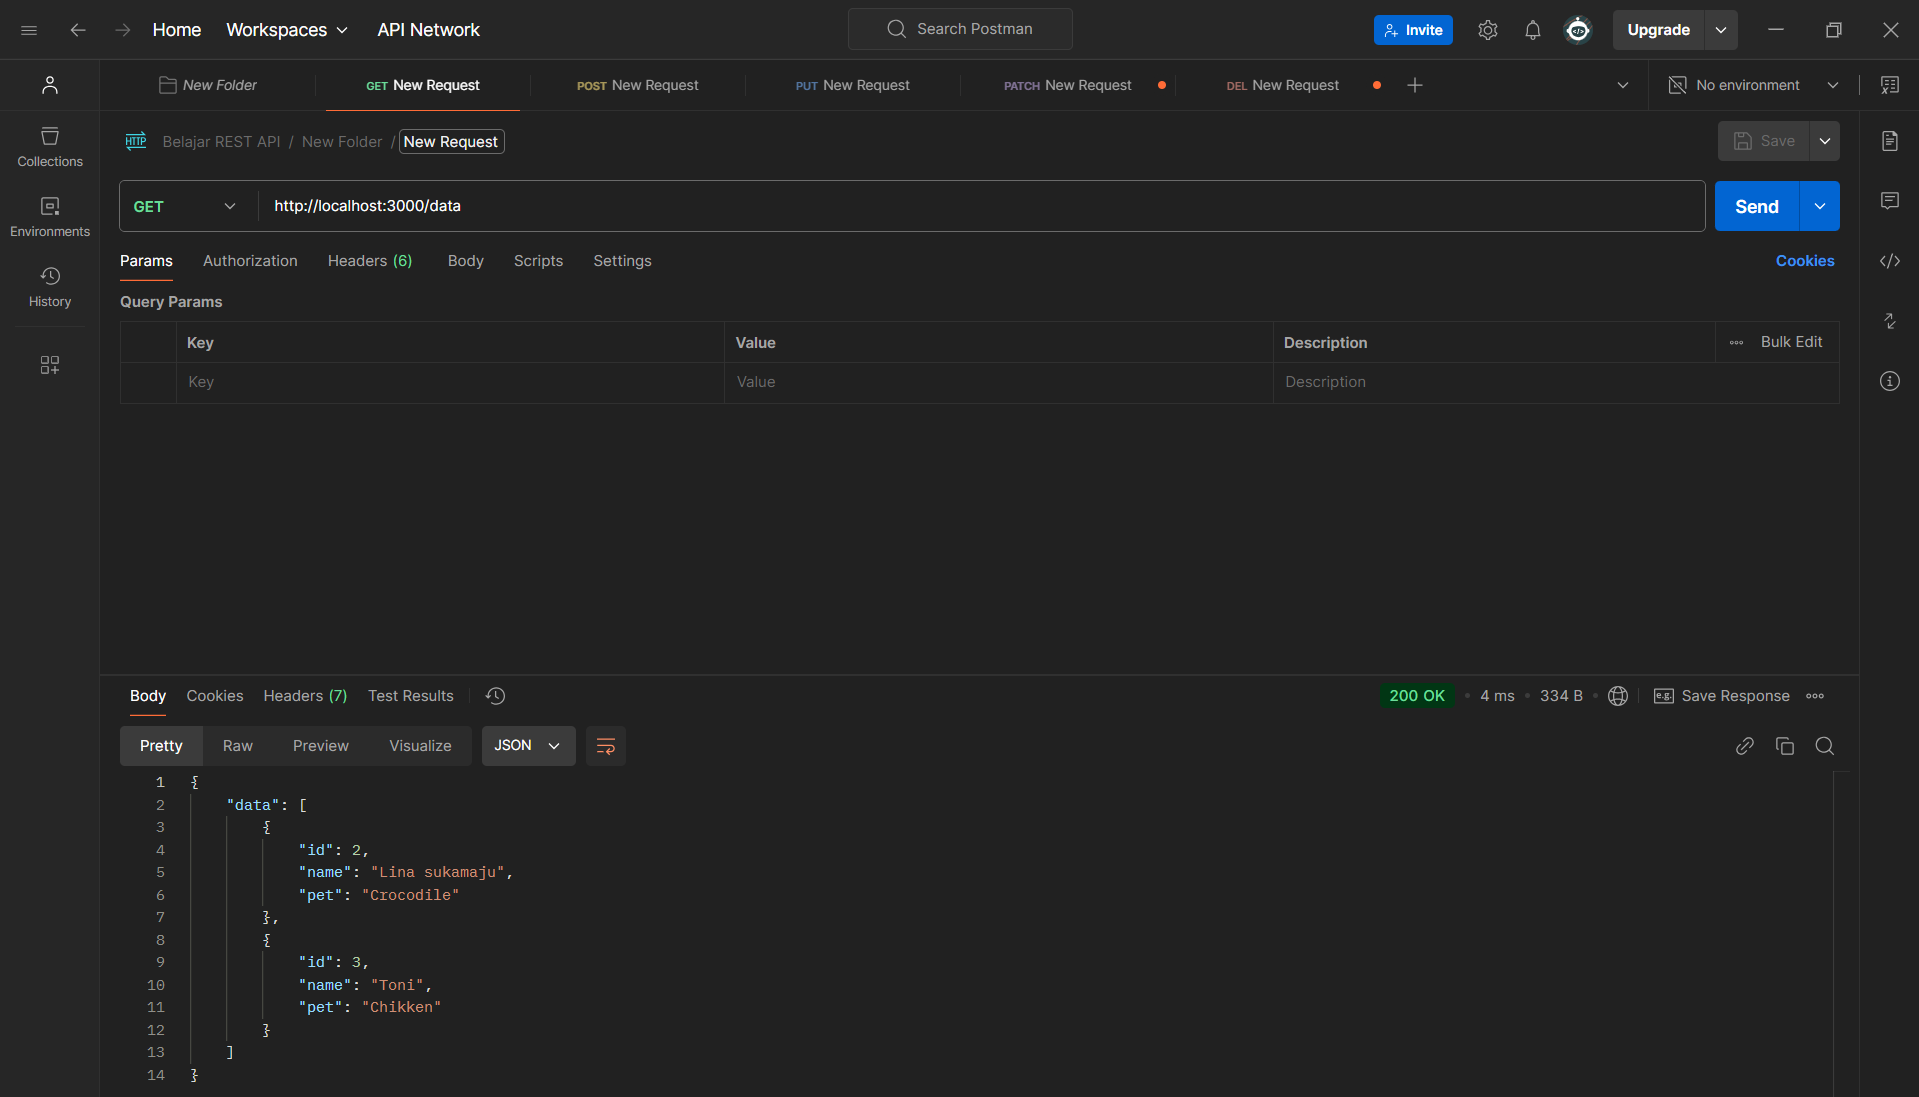 Home Workspaces API Network Search Postman Invite Upgrade
New Folder GET New Request POST New Request PUT New Request PATCH New Request DEL New Request No environment
HTTP Belajar REST API / New Folder / New Request Save
Collections
Environments
History
GET http://localhost:3000/data Send
Params Authorization Headers (6) Body Scripts Settings Cookies
Query Params
Key Value Description Bulk Edit
Key Value Description
Body Cookies Headers (7) Test Results 200 OK 4 ms 334 B e.g. Save Response
Pretty Raw Preview Visualize JSON
1 {
2 "data": [
3 {
4 "id": 2,
5 "name": "Lina sukamaju",
6 "pet": "Crocodile"
7 },
8 {
9 "id": 3,
10 "name": "Toni",
11 "pet": "Chikken"
12 }
13 ]
14 }